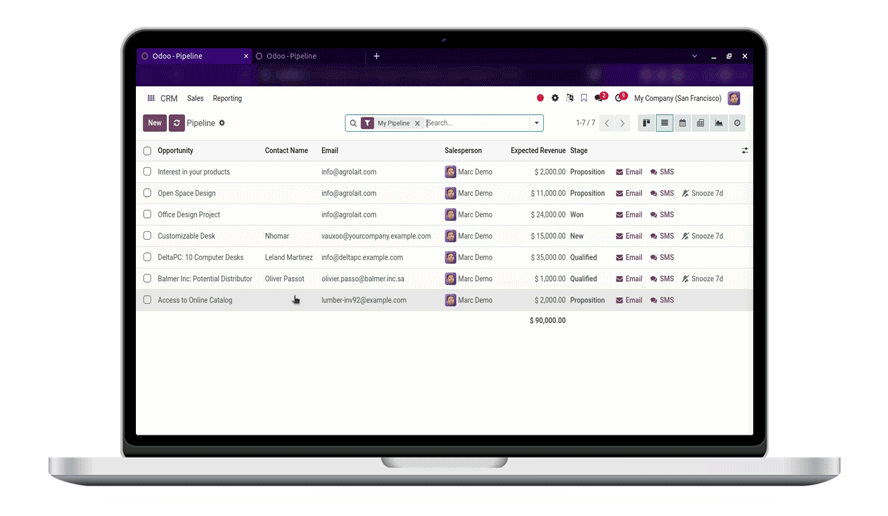 Odoo - Pipeline × Odoo - Pipeline +
CRM Sales Reporting 2 9 My Company (San Francisco)
New Pipeline My Pipeline × Search... 1-7 / 7
Opportunity Contact Name Email Salesperson Expected Revenue Stage
Interest in your products info@agrolait.com Marc Demo $ 2,000.00 Proposition Email SMS
Open Space Design info@agrolait.com Marc Demo $ 11,000.00 Proposition Email SMS Snooze 7d
Office Design Project info@agrolait.com Marc Demo $ 24,000.00 Won Email SMS
Customizable Desk Nhomar vauxoo@yourcompany.example.com Marc Demo $ 15,000.00 New Email SMS Snooze 7d
DeltaPC: 10 Computer Desks Leland Martinez info@deltapc.example.com Marc Demo $ 35,000.00 Qualified Email SMS
Balmer Inc: Potential Distributor Oliver Passot olivier.passo@balmer.inc.sa Marc Demo $ 1,000.00 Qualified Email SMS Snooze 7d
Access to Online Catalog lumber-inv92@example.com Marc Demo $ 2,000.00 Proposition Email SMS
$ 90,000.00